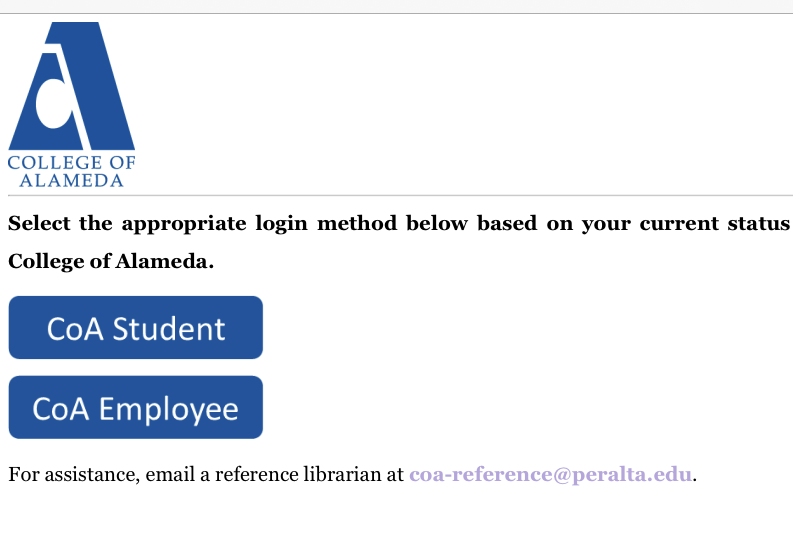 COLLEGE OF
ALAMEDA
Select the appropriate login method below based on your current status
College of Alameda.
CoA Student
CoA Employee
For assistance, email a reference librarian at coa-reference@peralta.edu.